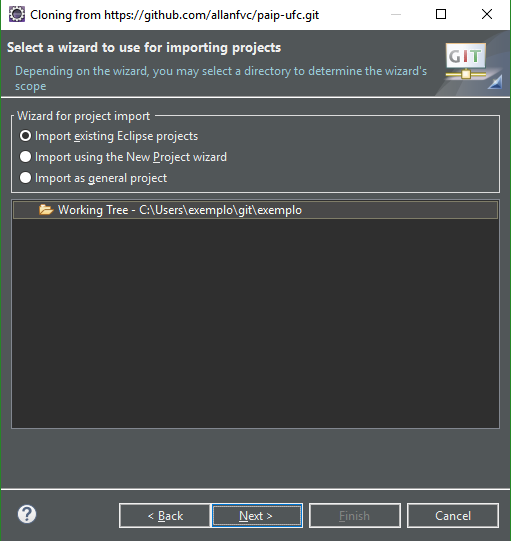 Cloning from https://github.com/allanfvc/paip-ufc.git
Select a wizard to use for importing projects
Depending on the wizard, you may select a directory to determine the wizard's
scope
GIT
Wizard for project import
Import existing Eclipse projects
Import using the New Project wizard
Import as general project
Working Tree - C:\Users\exemplo\git\exemplo
?
< Back
Next >
Finish
Cancel